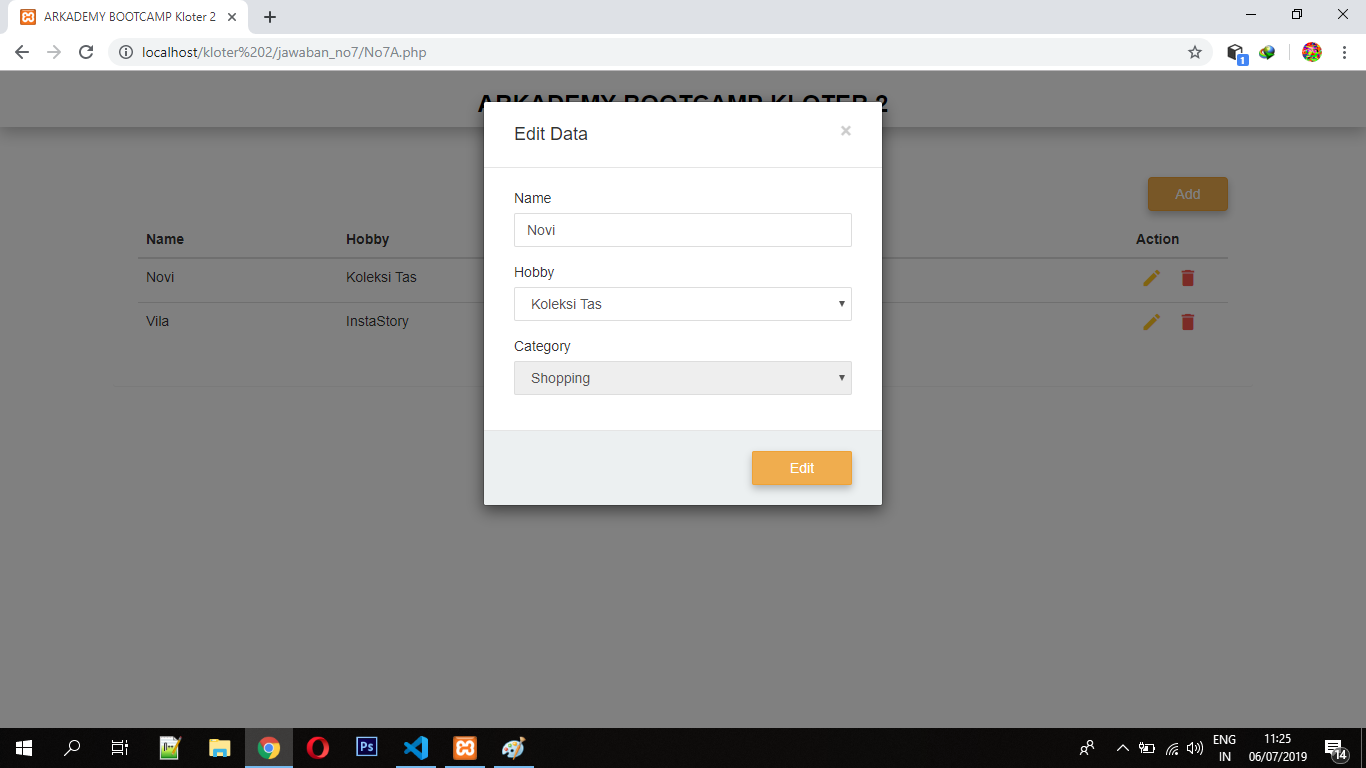 ARKADEMY BOOTCAMP Kloter 2
localhost/kloter%202/jawaban_no7/No7A.php
1
ARKADEMY BOOTCAMP KLOTER 2
Edit Data
Add
Name
Novi
Name Hobby Action
Novi Koleksi Tas
Vila InstaStory
Hobby
Koleksi Tas
Category
Shopping
Edit
Ps
ENG
IN
11:25
06/07/2019
14